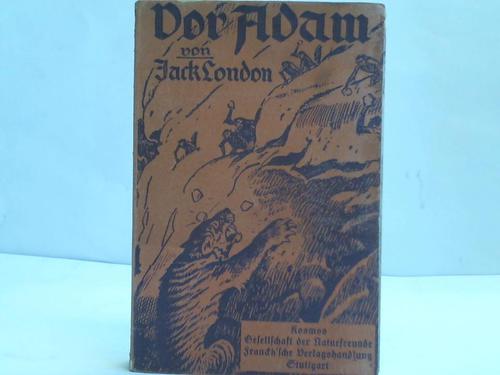 Vor Adam
von
Jack London
Kosmos
Gesellschaft der Naturfreunde
Franckh'sche Verlagshandlung
Stuttgart